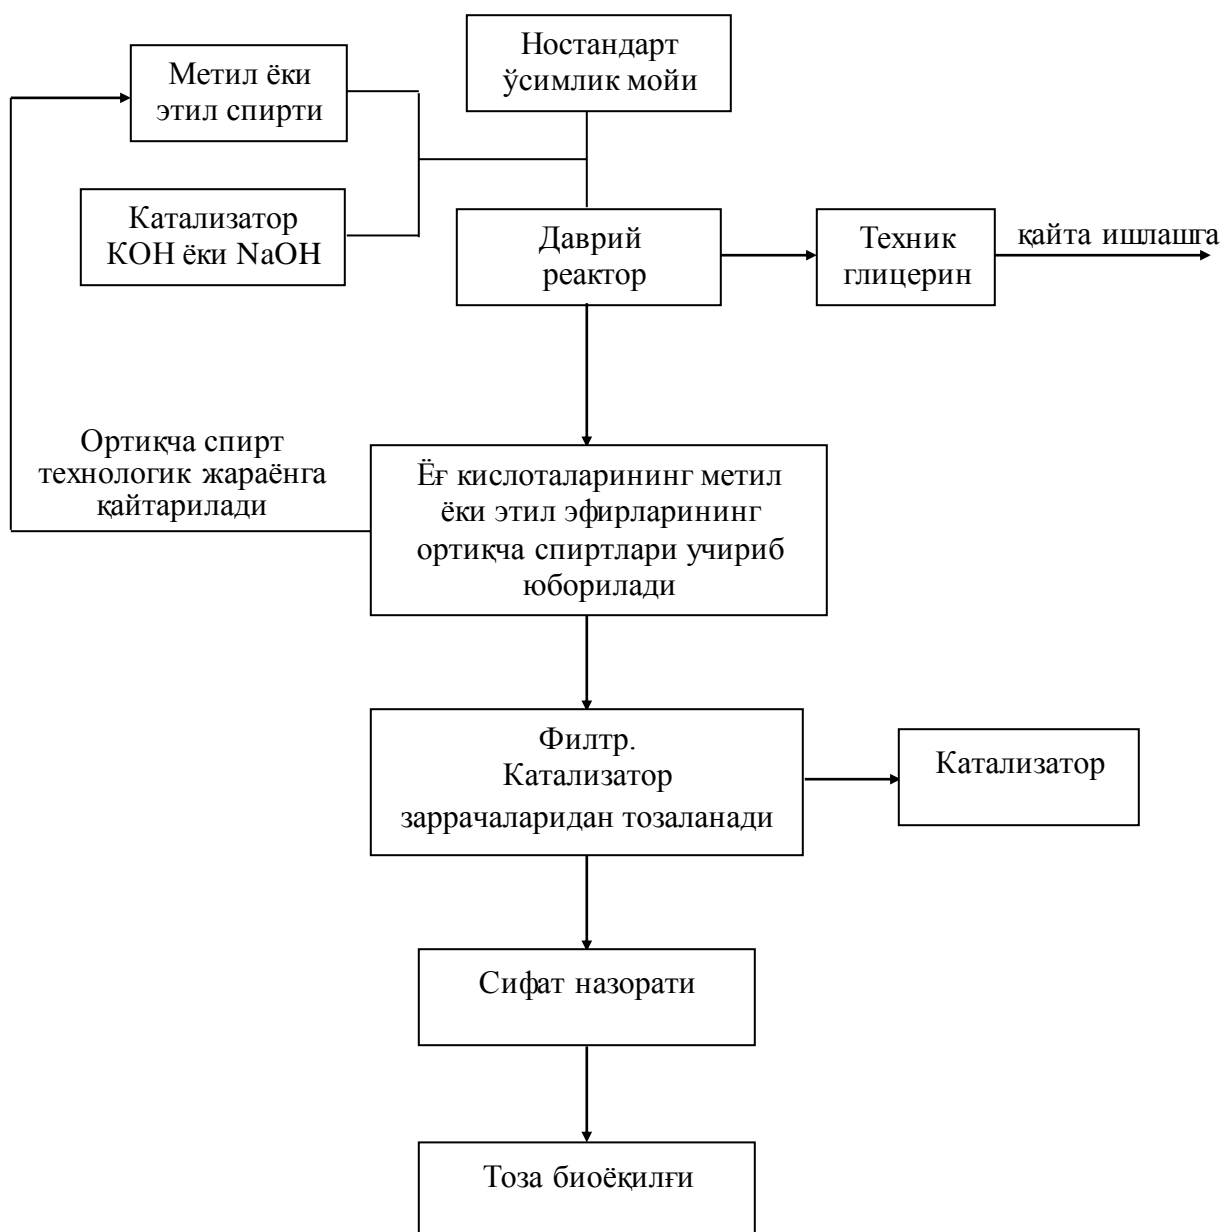 Ностандарт
ўсимлик мойи
Метил ёки
этил спирти
Катализатор
КОН ёки NaOH
Даврий
реактор
Техник
глицерин
қайта ишлашга
Ортиқча спирт
технологик жараёнга
қайтарилади
Ёғ кислоталарининг метил
ёки этил эфирларининг
ортиқча спиртлари учириб
юборилади
Филтр.
Катализатор
заррачаларидан тозаланади
Катализатор
Сифат назорати
Тоза биоёқилғи